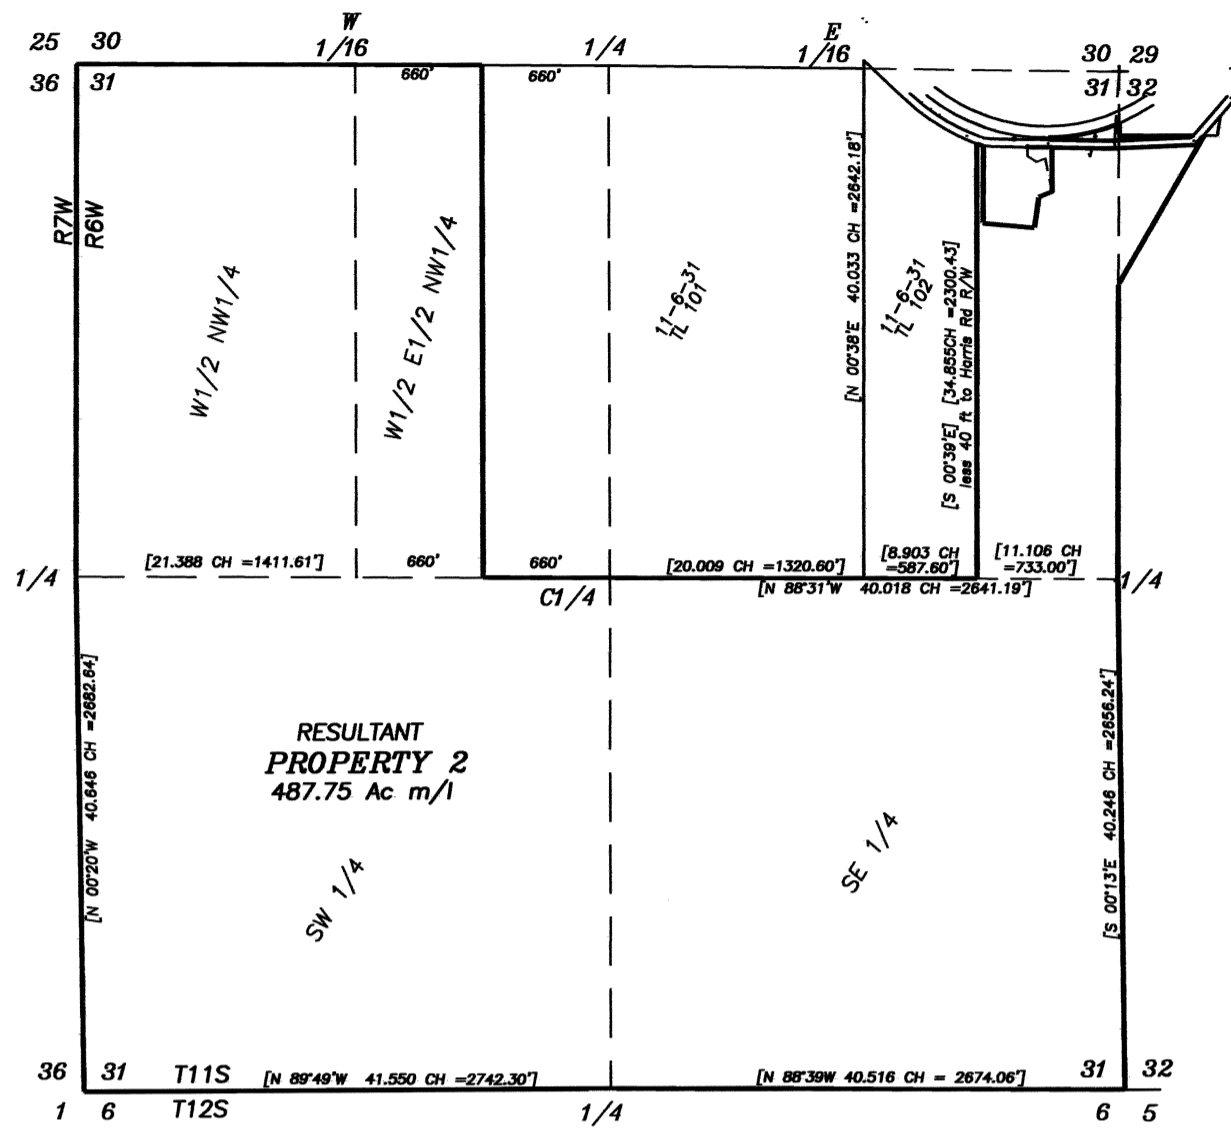 W
E
25 30
1/16
1/4
1/16
30 29
36 31
660'
660'
31 32
R7W
R6W
W1/2 NW1/4
W1/2 E1/2 NW1/4
11-6-31
TL 101
[N 00°38'E 40.033 CH =2642.18']
11-6-31
TL 102
[S 00°39'E] [34.855CH =2300.43]
less 40 ft to Harris Rd R/W
[21.388 CH =1411.61']
660'
660'
[20.009 CH =1320.60']
[8.903 CH
=587.60']
[11.106 CH
=733.00']
1/4
C1/4
[N 88°31'W 40.018 CH =2641.19']
1/4
[N 00°20'W 40.646 CH =2682.64]
RESULTANT
PROPERTY 2
487.75 Ac m/l
SW 1/4
SE 1/4
[S 00°13'E 40.246 CH =2656.24']
36 31 T11S
[N 89°49'W 41.550 CH =2742.30']
[N 88°39W 40.516 CH = 2674.06']
31 32
1 6 T12S
1/4
6 5